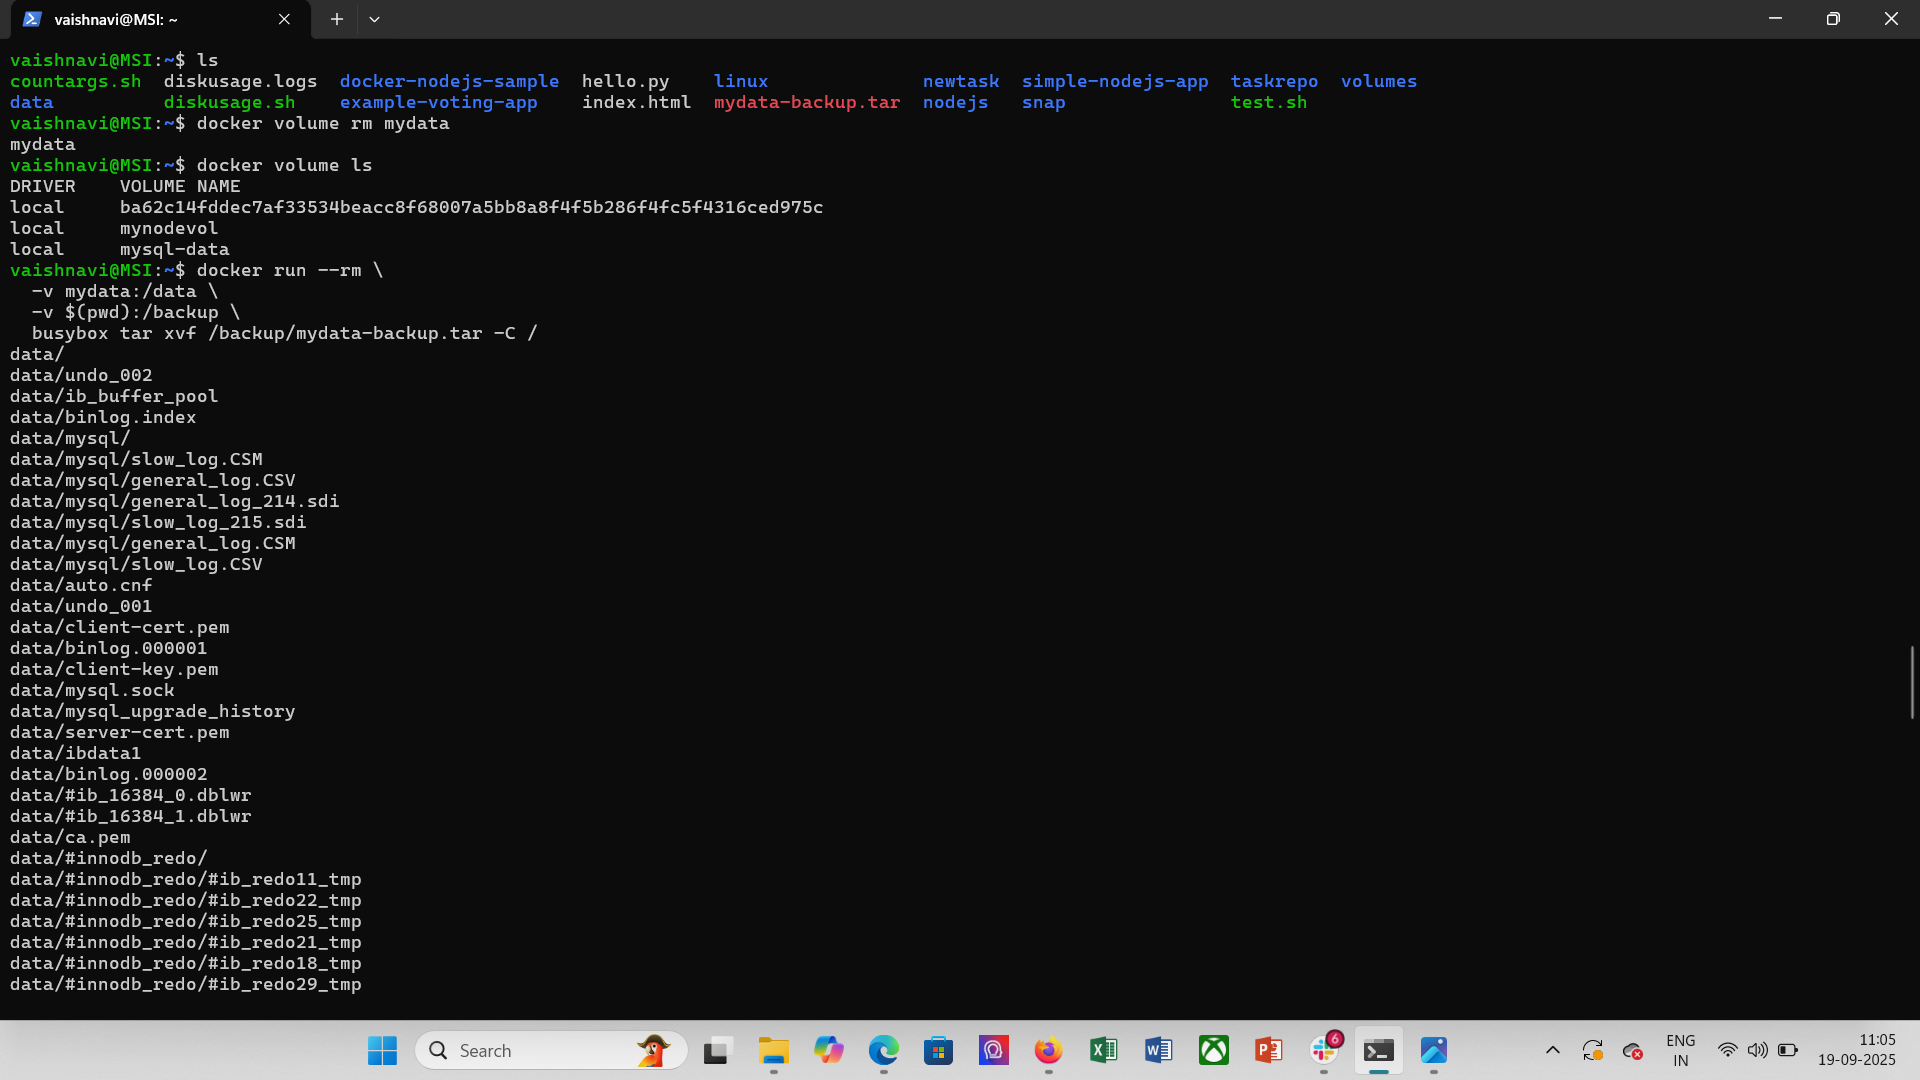 vaishnavi@MSI: ~
vaishnavi@MSI:~$ ls
countargs.sh  diskusage.logs  docker-nodejs-sample  hello.py    linux              newtask  simple-nodejs-app  taskrepo  volumes
data          diskusage.sh    example-voting-app    index.html  mydata-backup.tar  nodejs   snap               test.sh
vaishnavi@MSI:~$ docker volume rm mydata
mydata
vaishnavi@MSI:~$ docker volume ls
DRIVER    VOLUME NAME
local     ba62c14fddec7af33534beacc8f68007a5bb8a8f4f5b286f4fc5f4316ced975c
local     mynodevol
local     mysql-data
vaishnavi@MSI:~$ docker run --rm \
  -v mydata:/data \
  -v $(pwd):/backup \
  busybox tar xvf /backup/mydata-backup.tar -C /
data/
data/undo_002
data/ib_buffer_pool
data/binlog.index
data/mysql/
data/mysql/slow_log.CSM
data/mysql/general_log.CSV
data/mysql/general_log_214.sdi
data/mysql/slow_log_215.sdi
data/mysql/general_log.CSM
data/mysql/slow_log.CSV
data/auto.cnf
data/undo_001
data/client-cert.pem
data/binlog.000001
data/client-key.pem
data/mysql.sock
data/mysql_upgrade_history
data/server-cert.pem
data/ibdata1
data/binlog.000002
data/#ib_16384_0.dblwr
data/#ib_16384_1.dblwr
data/ca.pem
data/#innodb_redo/
data/#innodb_redo/#ib_redo11_tmp
data/#innodb_redo/#ib_redo22_tmp
data/#innodb_redo/#ib_redo25_tmp
data/#innodb_redo/#ib_redo21_tmp
data/#innodb_redo/#ib_redo18_tmp
data/#innodb_redo/#ib_redo29_tmp
Search
6
ENG
IN
11:05
19-09-2025